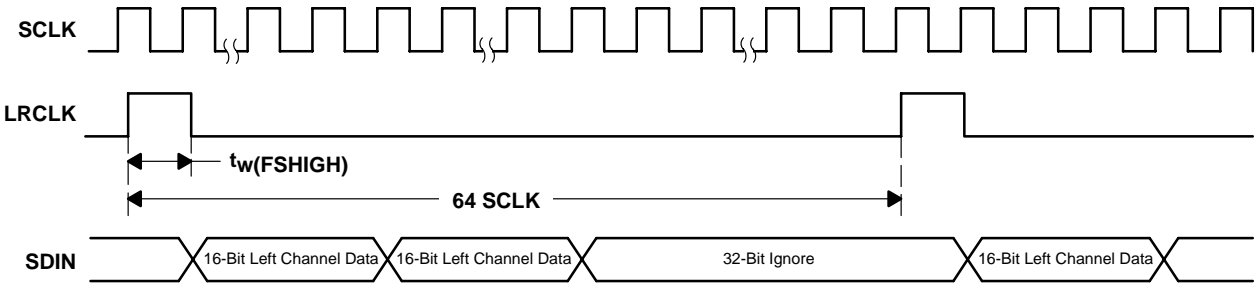 SCLK
LRCLK
tw(FSHIGH)
64 SCLK
SDIN
16-Bit Left Channel Data
16-Bit Left Channel Data
32-Bit Ignore
16-Bit Left Channel Data